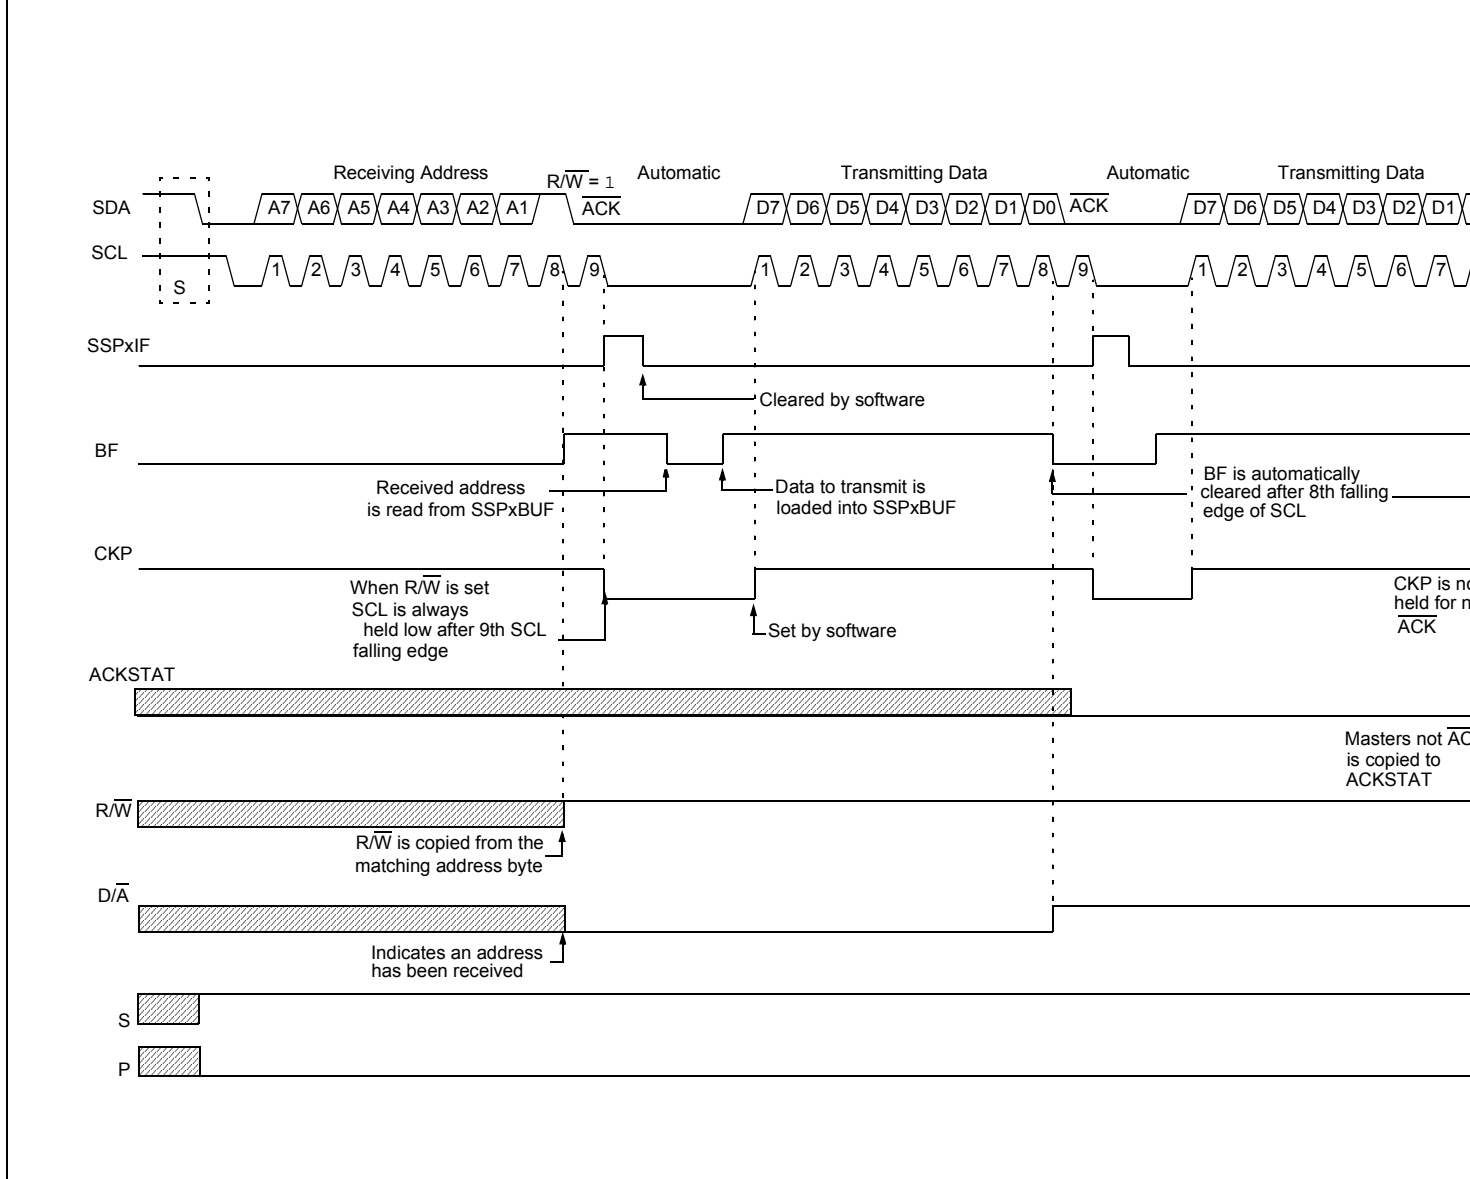 Receiving Address
Automatic
Transmitting Data
Automatic
Transmitting Data
R/W̅ = 1
SDA
A7 A6 A5 A4 A3 A2 A1
A̅C̅K̅
D7 D6 D5 D4 D3 D2 D1 D0
A̅C̅K̅
D7 D6 D5 D4 D3 D2 D1
SCL
1 2 3 4 5 6 7 8 9
1 2 3 4 5 6 7 8 9
1 2 3 4 5 6 7
S
SSPxIF
Cleared by software
BF
Received address
is read from SSPxBUF
Data to transmit is
loaded into SSPxBUF
BF is automatically
cleared after 8th falling
edge of SCL
CKP
When R/W̅ is set
SCL is always
held low after 9th SCL
falling edge
Set by software
CKP is
held for
A̅C̅K̅
ACKSTAT
Masters not
is copied to
ACKSTAT
R/W̅
R/W̅ is copied from the
matching address byte
D/A̅
Indicates an address
has been received
S
P